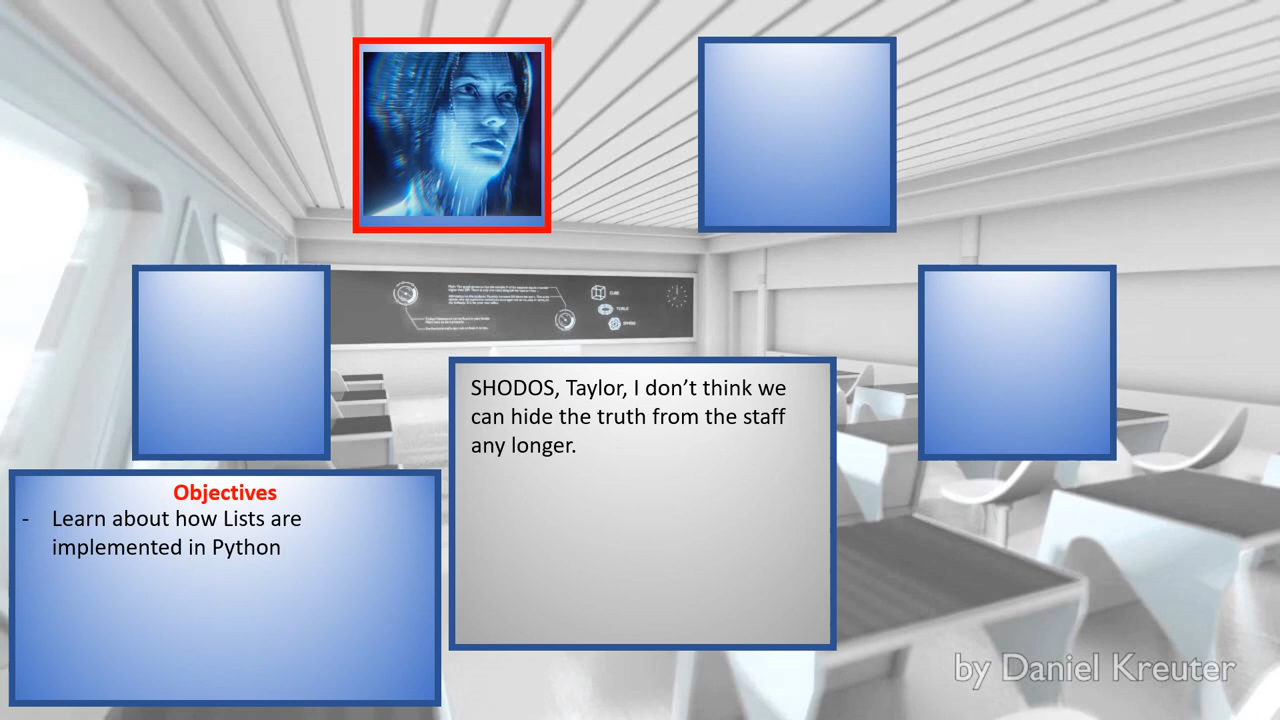 SHODOS, Taylor, I don’t think we
can hide the truth from the staff
any longer.
Objectives
- Learn about how Lists are
implemented in Python
by Daniel Kreuter